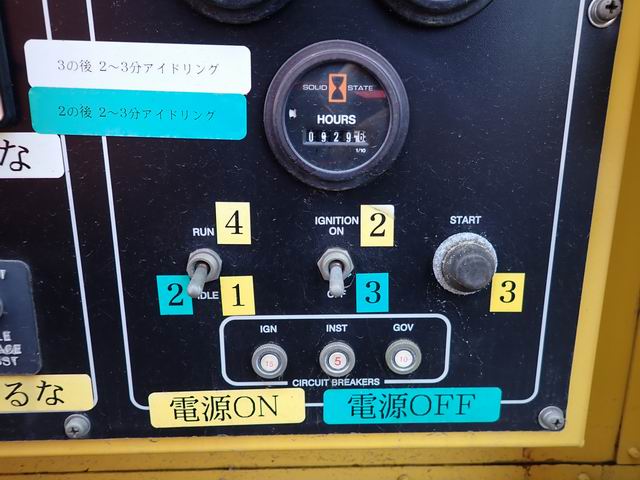 3の後 2〜3分アイドリング
2の後 2〜3分アイドリング
な
SOLID STATE
HOURS
1/10
RUN
4
IGNITION
ON
2
START
2
IDLE
1
OFF
3
3
IGN
INST
GOV
15
5
10
CIRCUIT BREAKERS
るな
電源ON
電源OFF